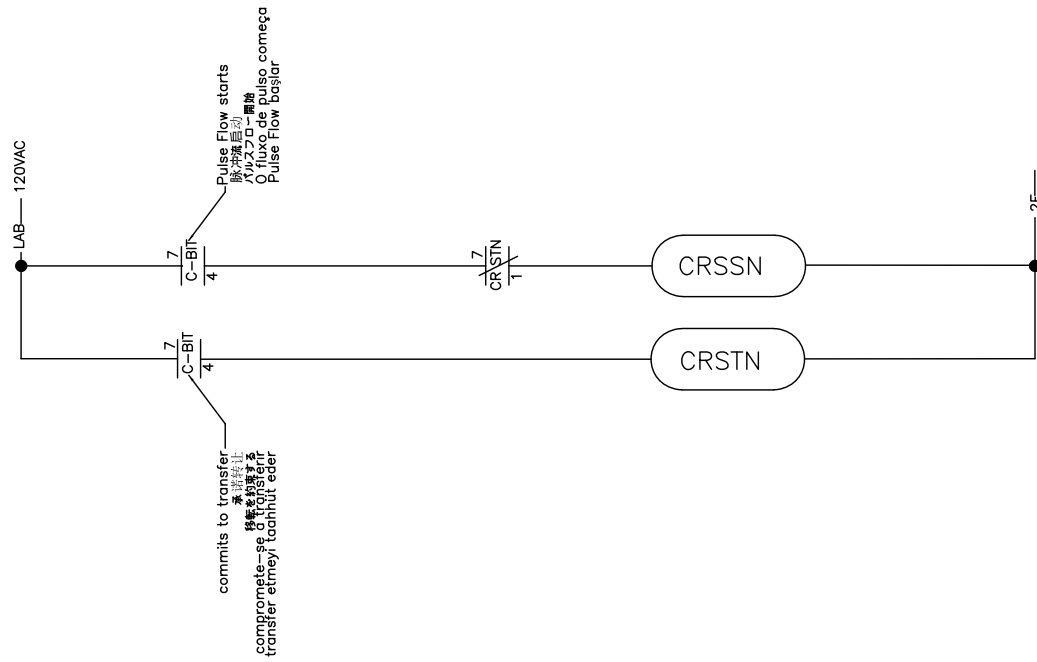 LAB
120VAC
Pulse Flow starts
脉冲流启动
パルスフロー開始
O fluxo de pulso começa
Pulse Flow başlar
7
C-BIT
4
7
CRSTN
1
CRSSN
7
C-BIT
4
CRSTN
commits to transfer
承诺转让
移転を約束する
compromete-se a transferir
transfer etmeyi taahhüt eder